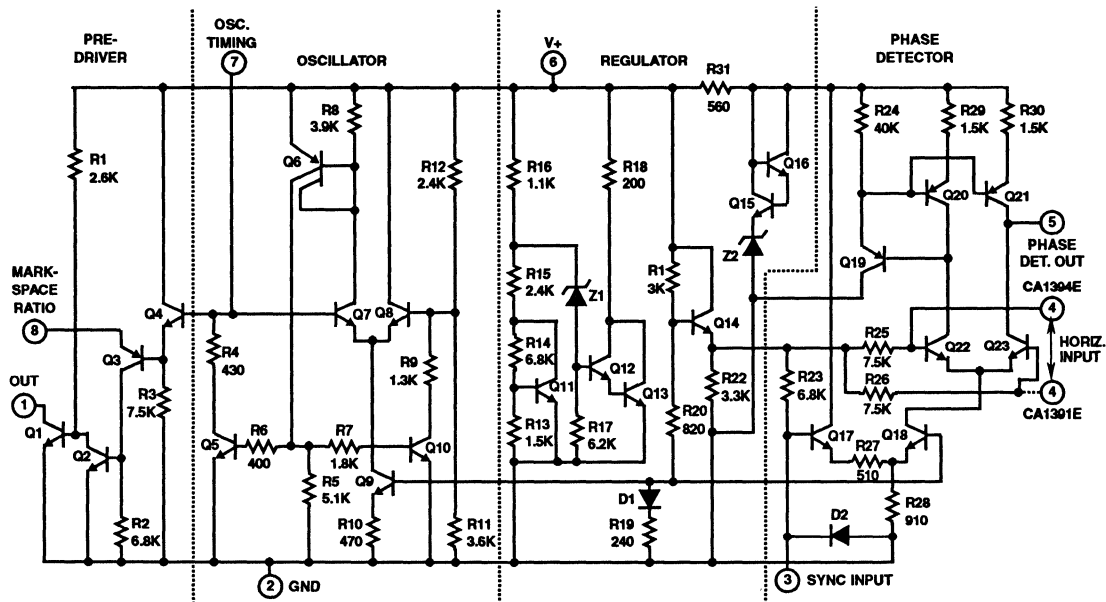 PRE-
DRIVER
OSC.
TIMING
7
OSCILLATOR
V+
6
REGULATOR
PHASE
DETECTOR
R1
2.6K
Q6
R8
3.9K
R12
2.4K
R16
1.1K
R18
200
R31
560
Q16
Q15
Z2
R24
40K
R29
1.5K
R30
1.5K
Q20
Q21
5
PHASE
DET. OUT
Q19
MARK-
SPACE
RATIO
8
Q4
Q3
R4
430
Q7
Q8
R9
1.3K
R15
2.4K
Z1
R14
6.8K
Q11
Q12
Q13
R1
3K
Q14
R25
7.5K
R26
7.5K
Q22
Q23
CA1394E
4
HORIZ.
INPUT
4
CA1391E
OUT
1
Q1
Q2
R3
7.5K
Q5
R6
400
R7
1.8K
Q10
R5
5.1K
Q9
R13
1.5K
R17
6.2K
R20
820
R22
3.3K
R23
6.8K
Q17
R27
510
Q18
R28
910
R2
6.8K
R10
470
R11
3.6K
D1
R19
240
D2
2
GND
3
SYNC INPUT